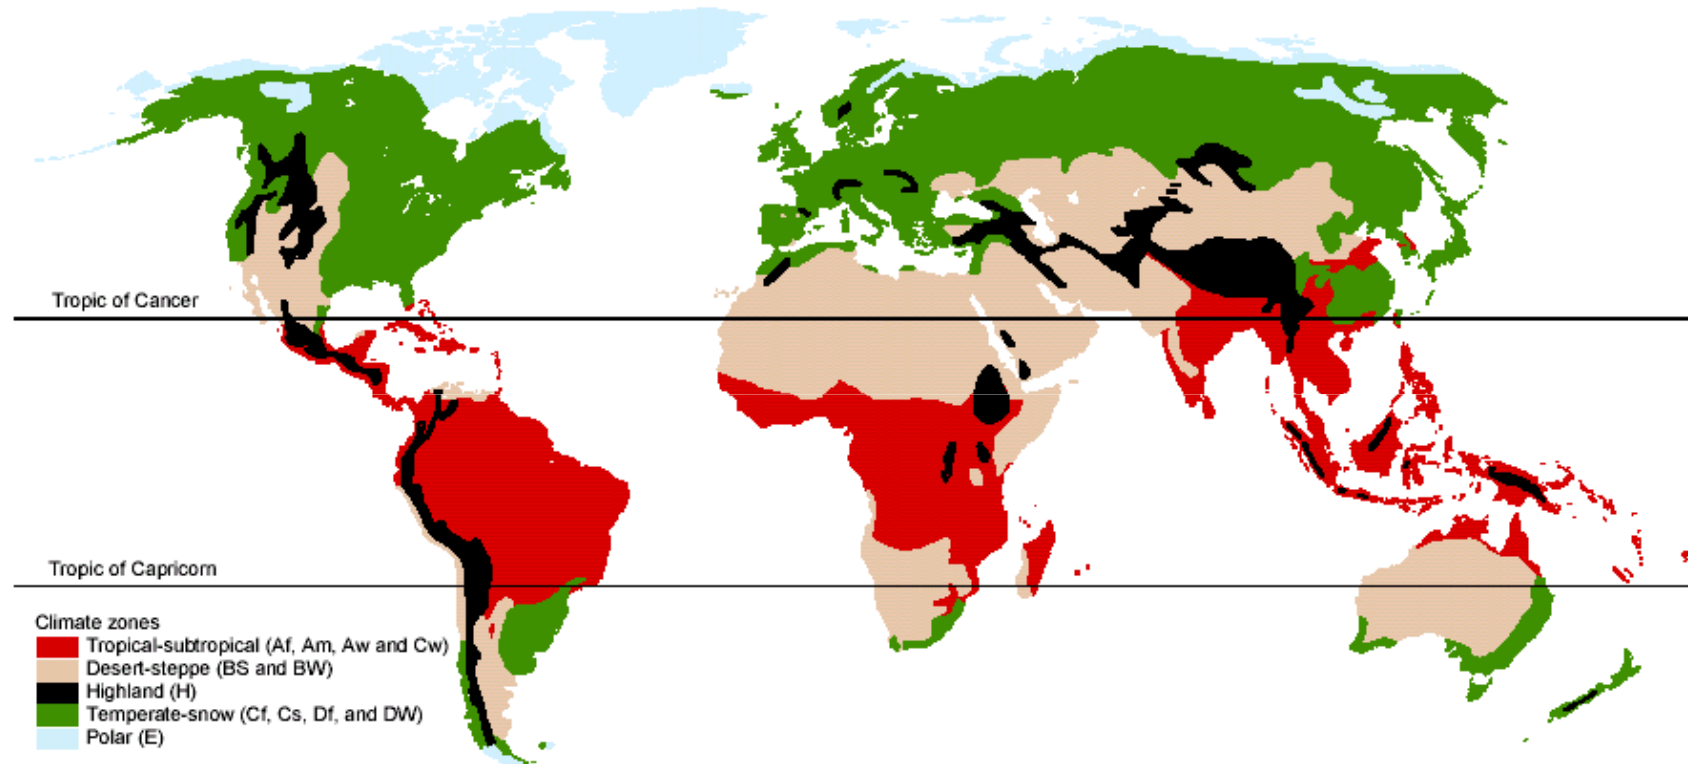 Tropic of Cancer
Tropic of Capricorn
Climate zones
Tropical-subtropical (Af, Am, Aw and Cw)
Desert-steppe (BS and BW)
Highland (H)
Temperate-snow (Cf, Cs, Df, and DW)
Polar (E)